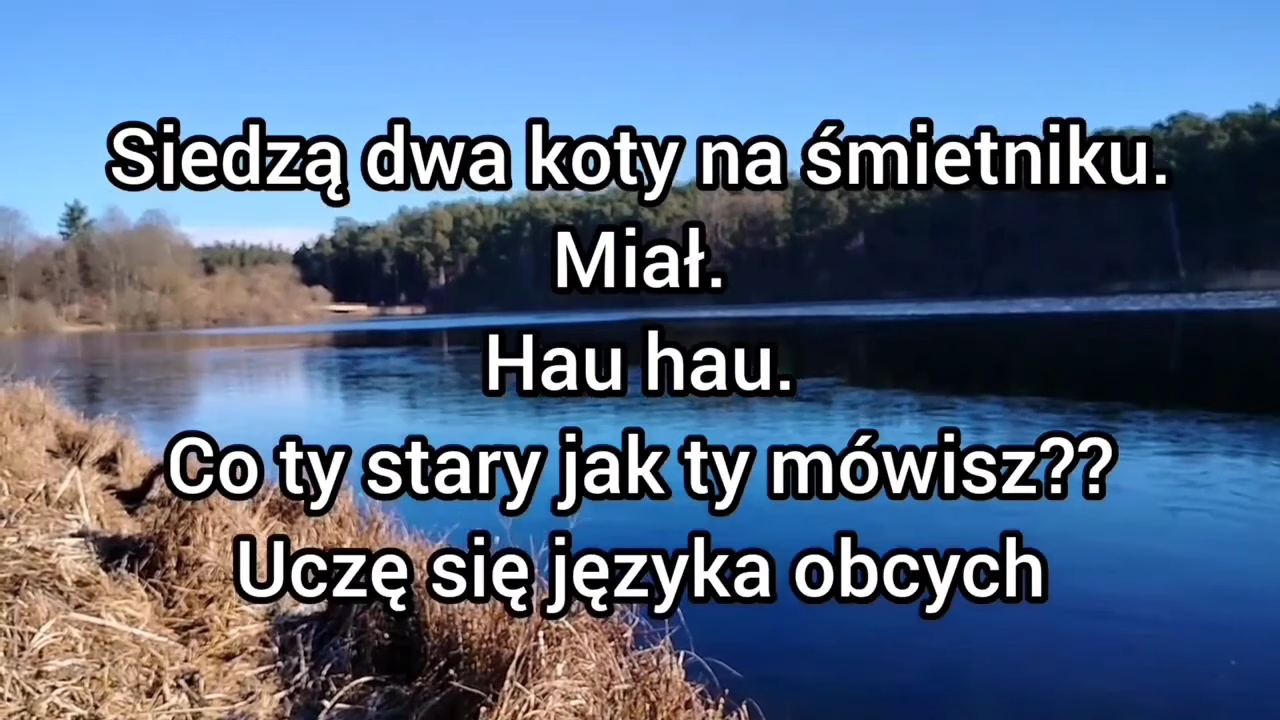 Siedzą dwa koty na śmietniku.
Miał.
Hau hau.
Co ty stary jak ty mówisz??
Uczę się języka obcych